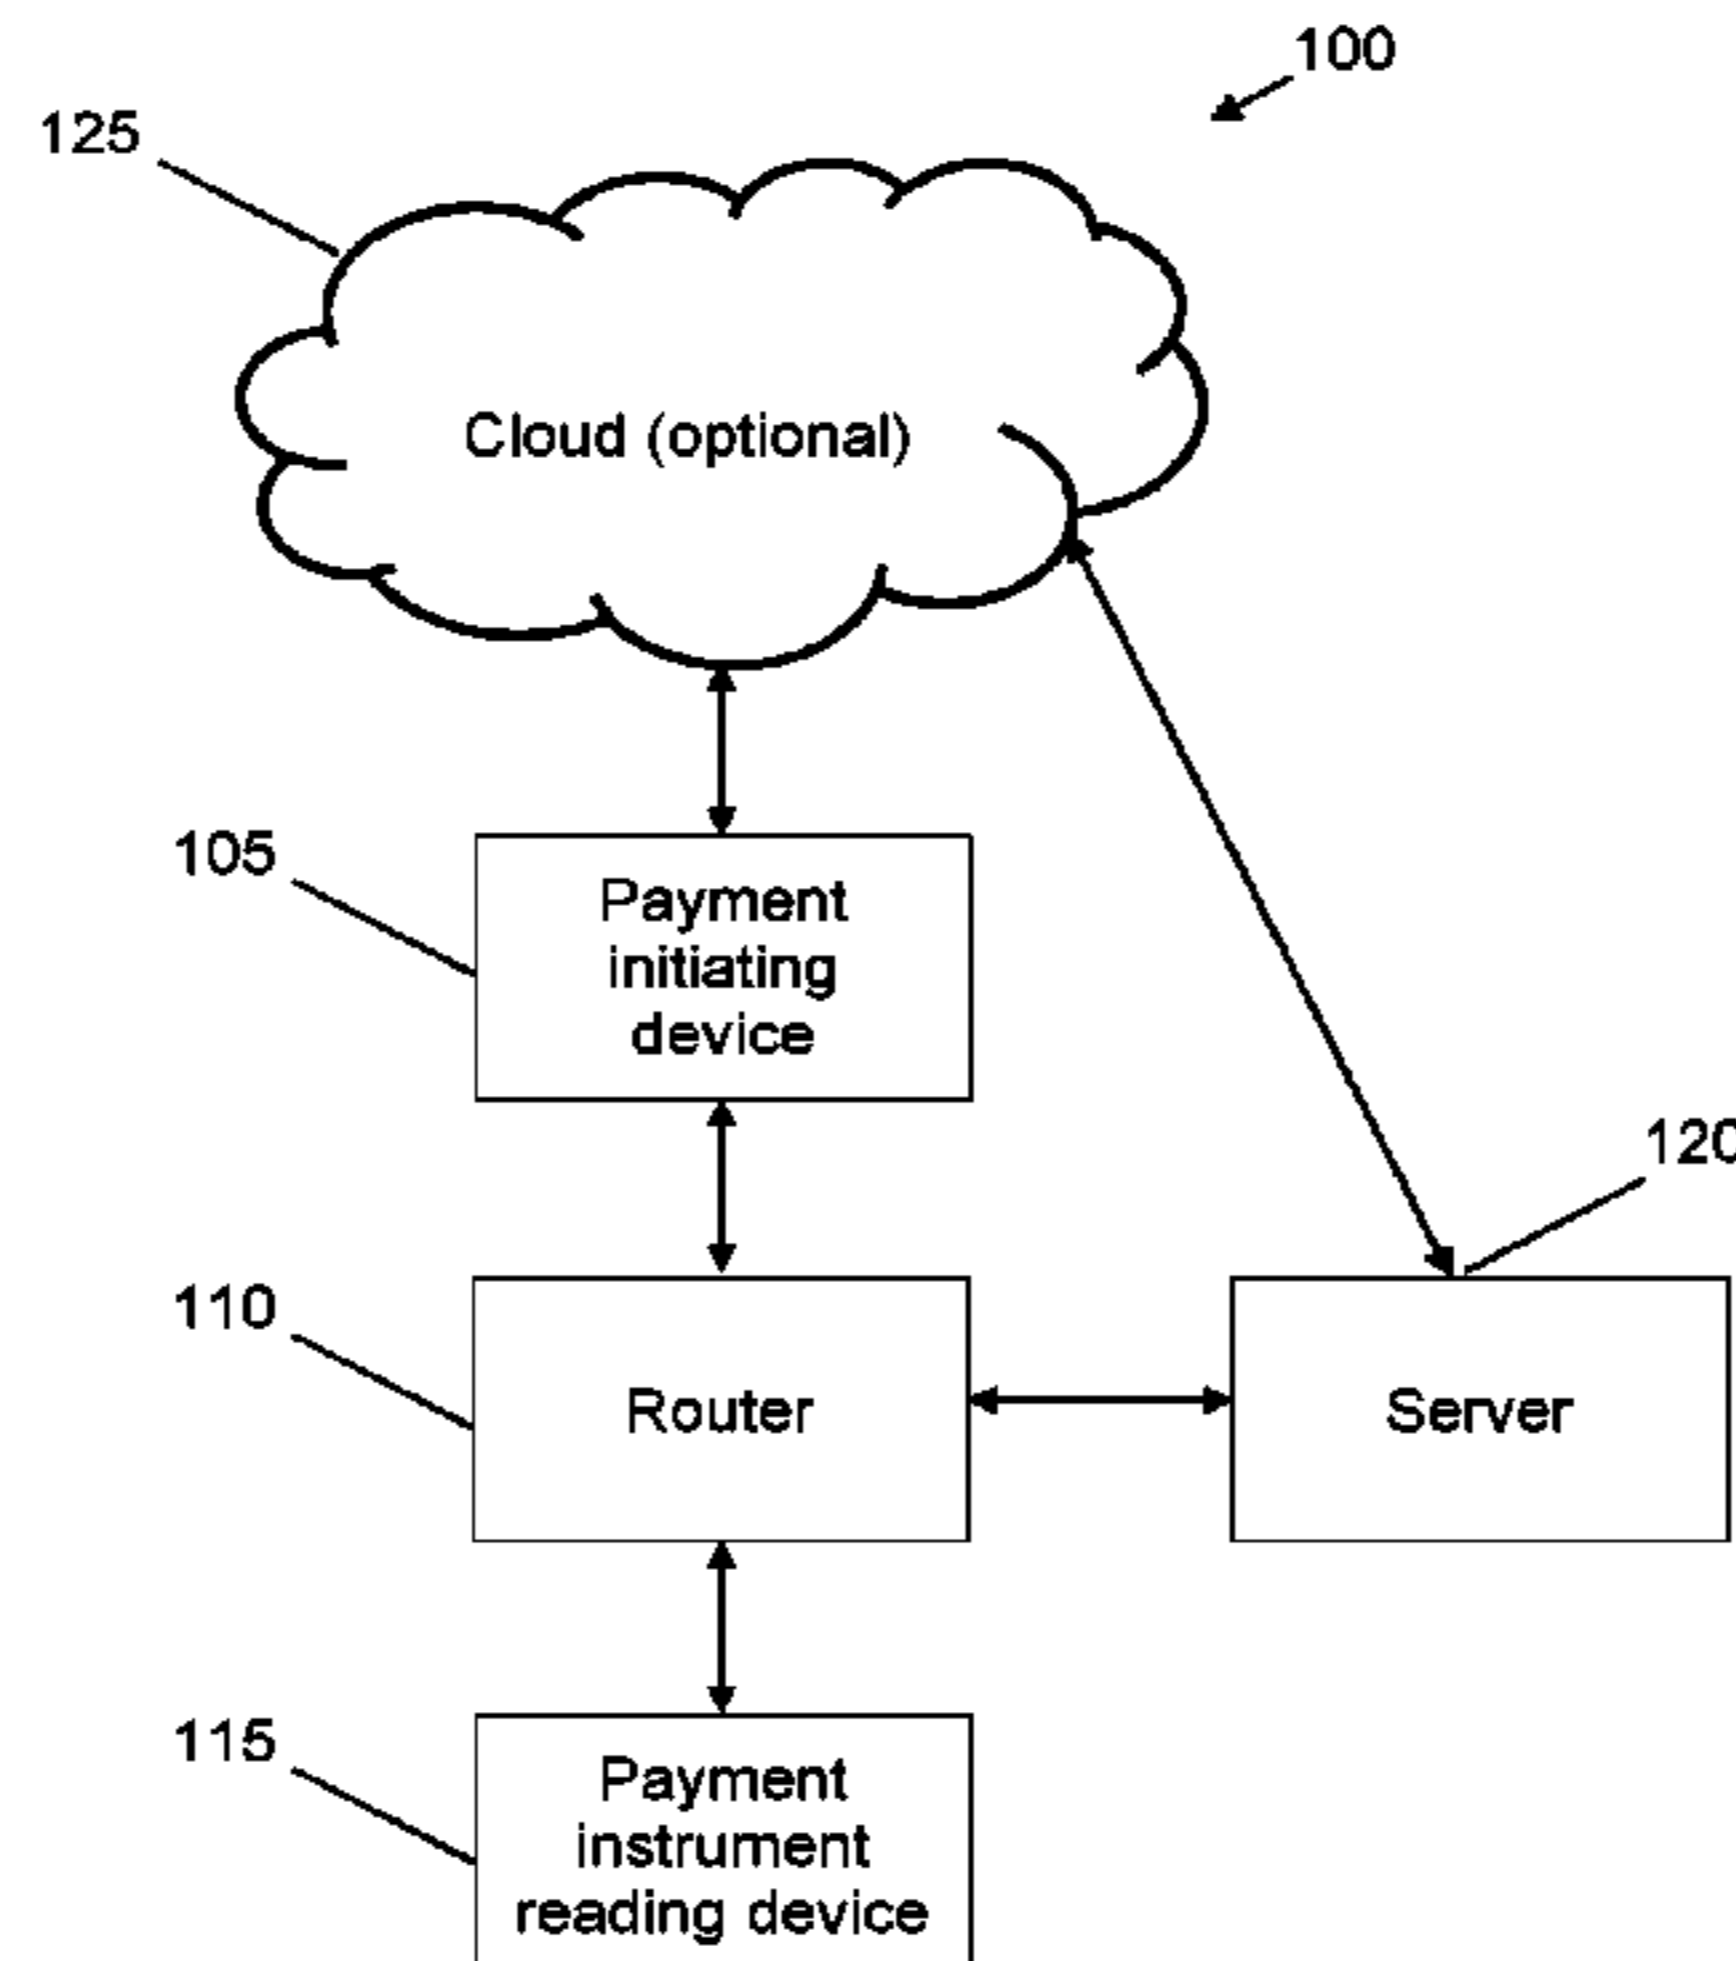 100
125
Cloud (optional)
105
Payment
initiating
device
120
110
Router
Server
115
Payment
instrument
reading device